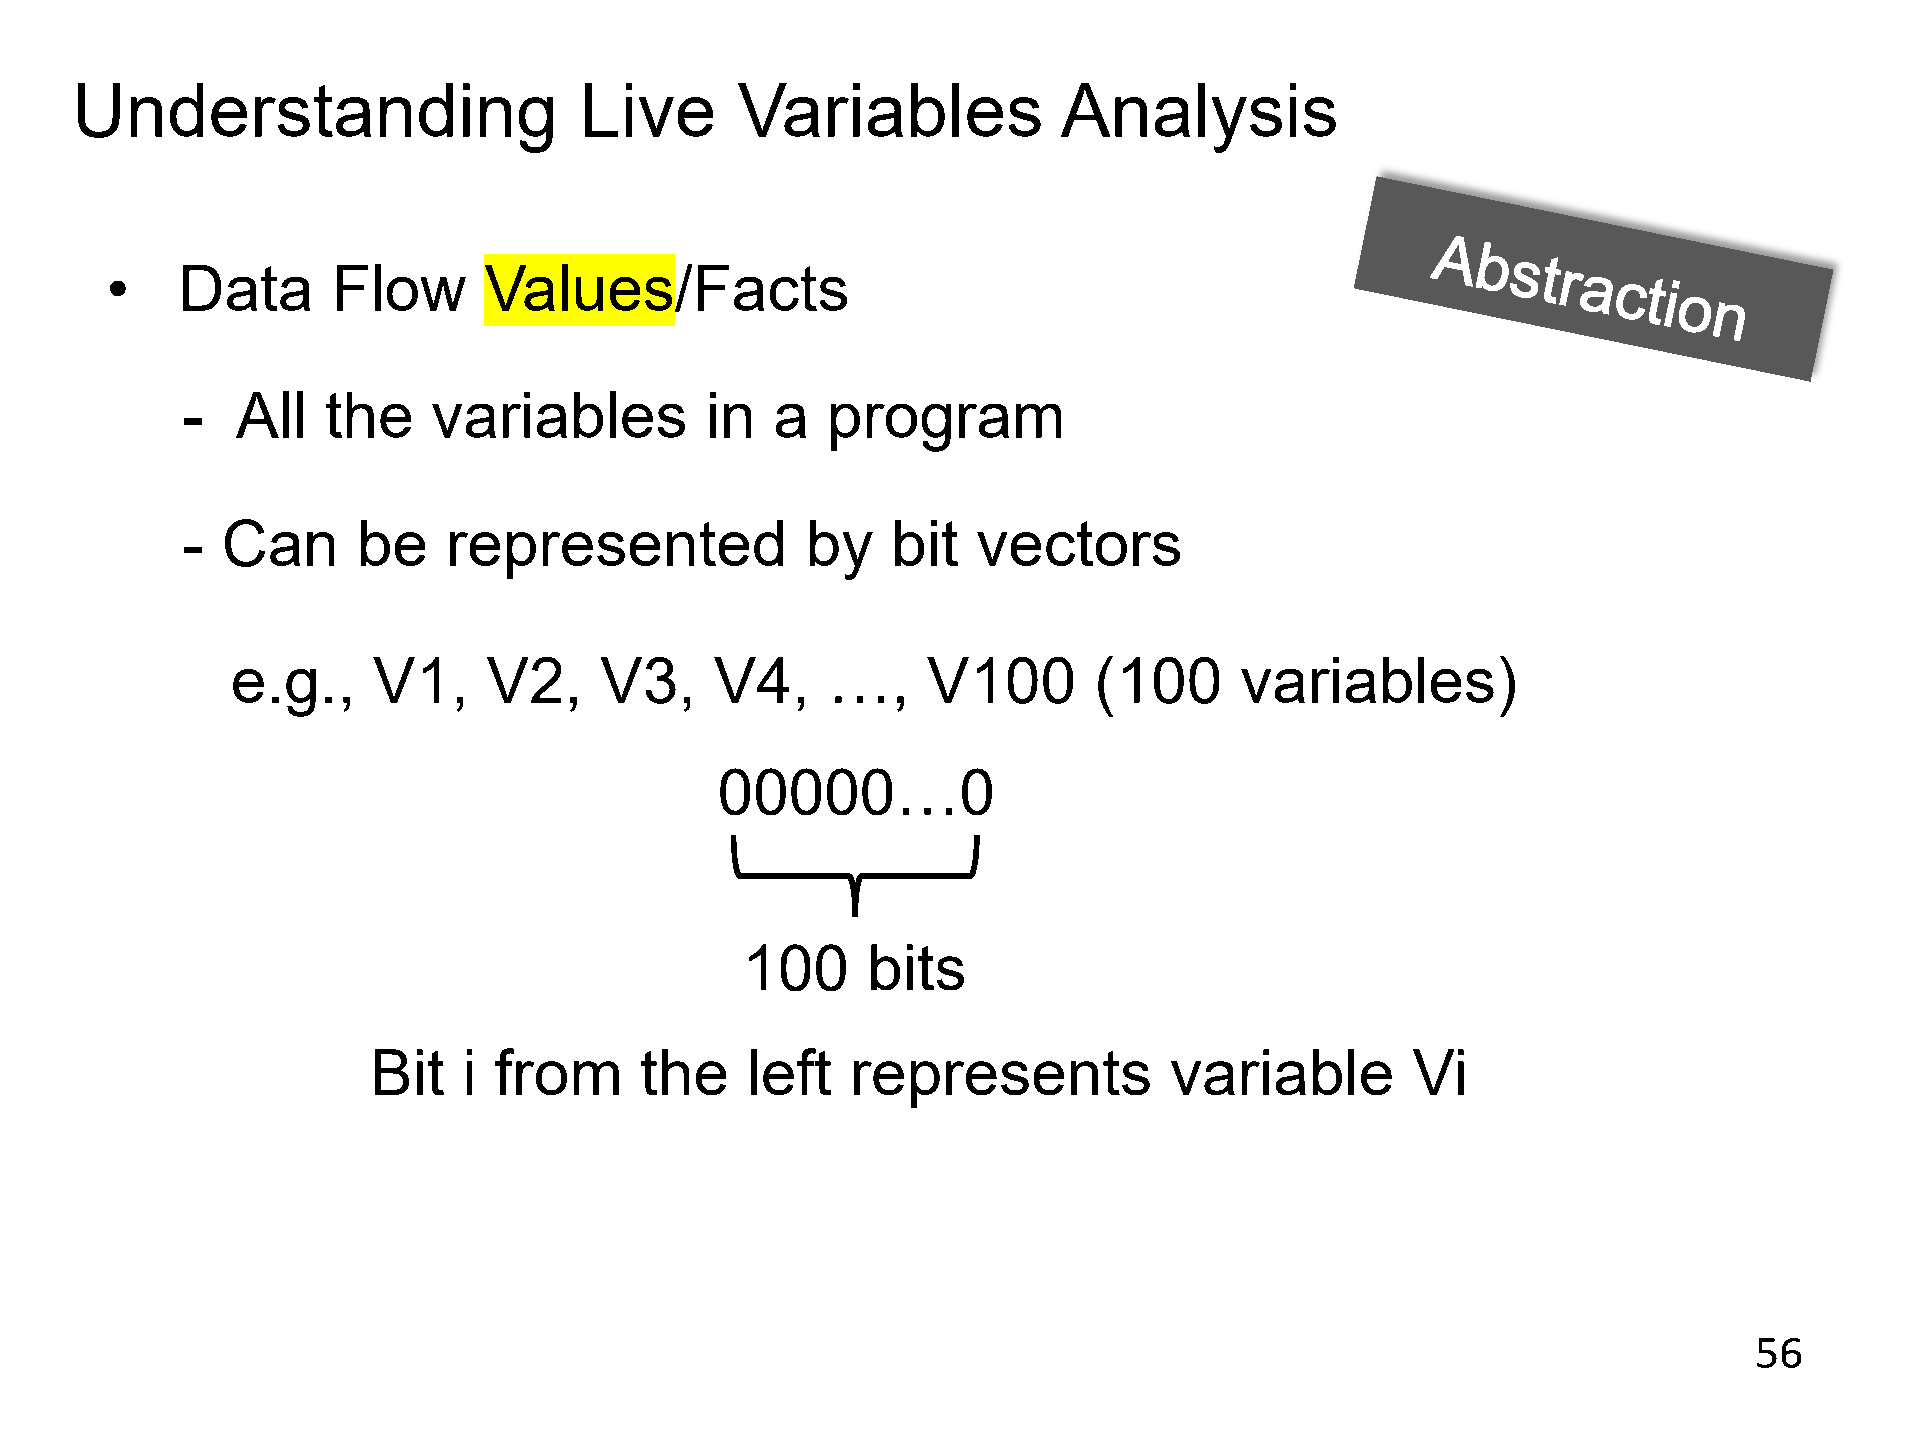 Understanding Live Variables Analysis
Abstraction
• Data Flow Values/Facts
- All the variables in a program
- Can be represented by bit vectors
e.g., V1, V2, V3, V4, …, V100 (100 variables)
00000…0
100 bits
Bit i from the left represents variable Vi
56